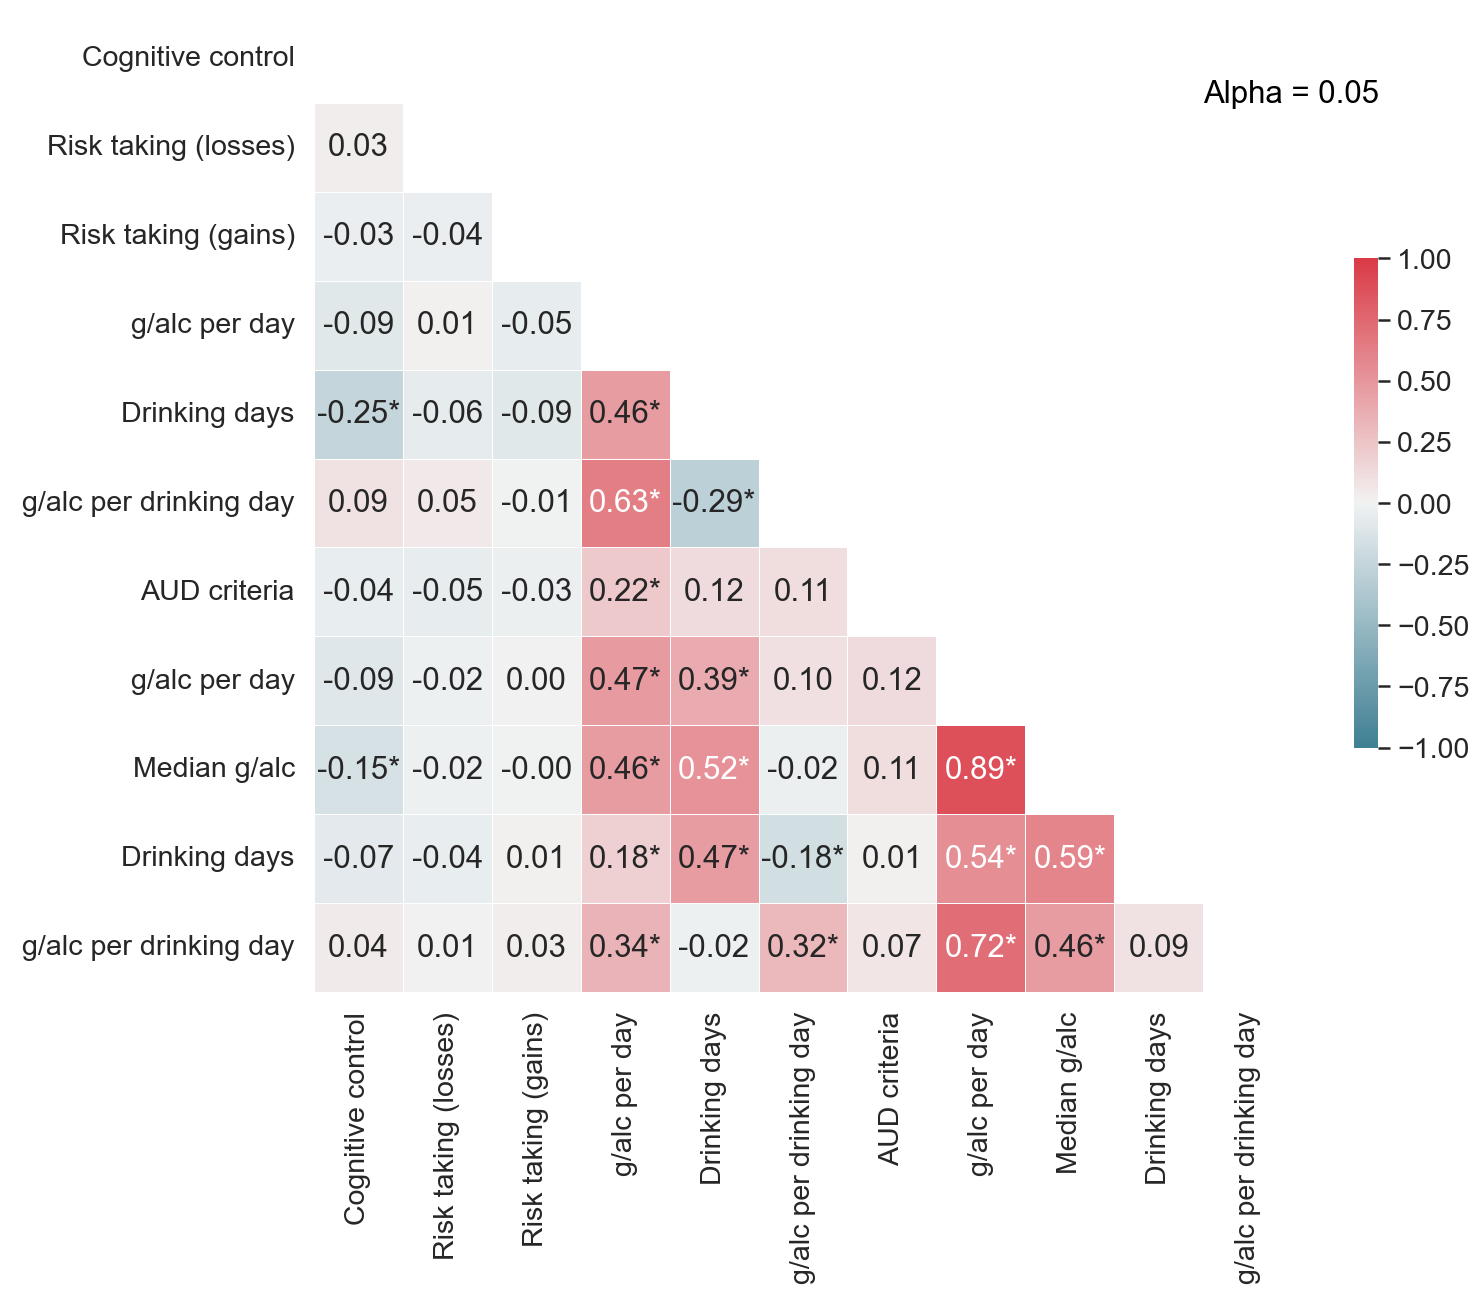 Cognitive control
Alpha = 0.05
Risk taking (losses) 0.03
Risk taking (gains) -0.03 -0.04
g/alc per day -0.09 0.01 -0.05
Drinking days -0.25* -0.06 -0.09 0.46*
g/alc per drinking day 0.09 0.05 -0.01 0.63* -0.29*
AUD criteria -0.04 -0.05 -0.03 0.22* 0.12 0.11
g/alc per day -0.09 -0.02 0.00 0.47* 0.39* 0.10 0.12
Median g/alc -0.15* -0.02 -0.00 0.46* 0.52* -0.02 0.11 0.89*
Drinking days -0.07 -0.04 0.01 0.18* 0.47* -0.18* 0.01 0.54* 0.59*
g/alc per drinking day 0.04 0.01 0.03 0.34* -0.02 0.32* 0.07 0.72* 0.46* 0.09
Cognitive control
Risk taking (losses)
Risk taking (gains)
g/alc per day
Drinking days
g/alc per drinking day
AUD criteria
g/alc per day
Median g/alc
Drinking days
g/alc per drinking day
1.00
0.75
0.50
0.25
0.00
−0.25
−0.50
−0.75
−1.00